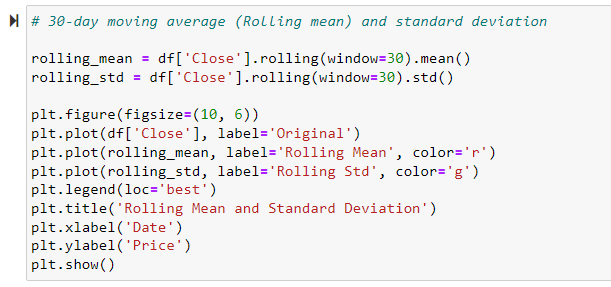 # 30-day moving average (Rolling mean) and standard deviation
rolling_mean = df['Close'].rolling(window=30).mean()
rolling_std = df['Close'].rolling(window=30).std()
plt.figure(figsize=(10, 6))
plt.plot(df['Close'], label='Original')
plt.plot(rolling_mean, label='Rolling Mean', color='r')
plt.plot(rolling_std, label='Rolling Std', color='g')
plt.legend(loc='best')
plt.title('Rolling Mean and Standard Deviation')
plt.xlabel('Date')
plt.ylabel('Price')
plt.show()